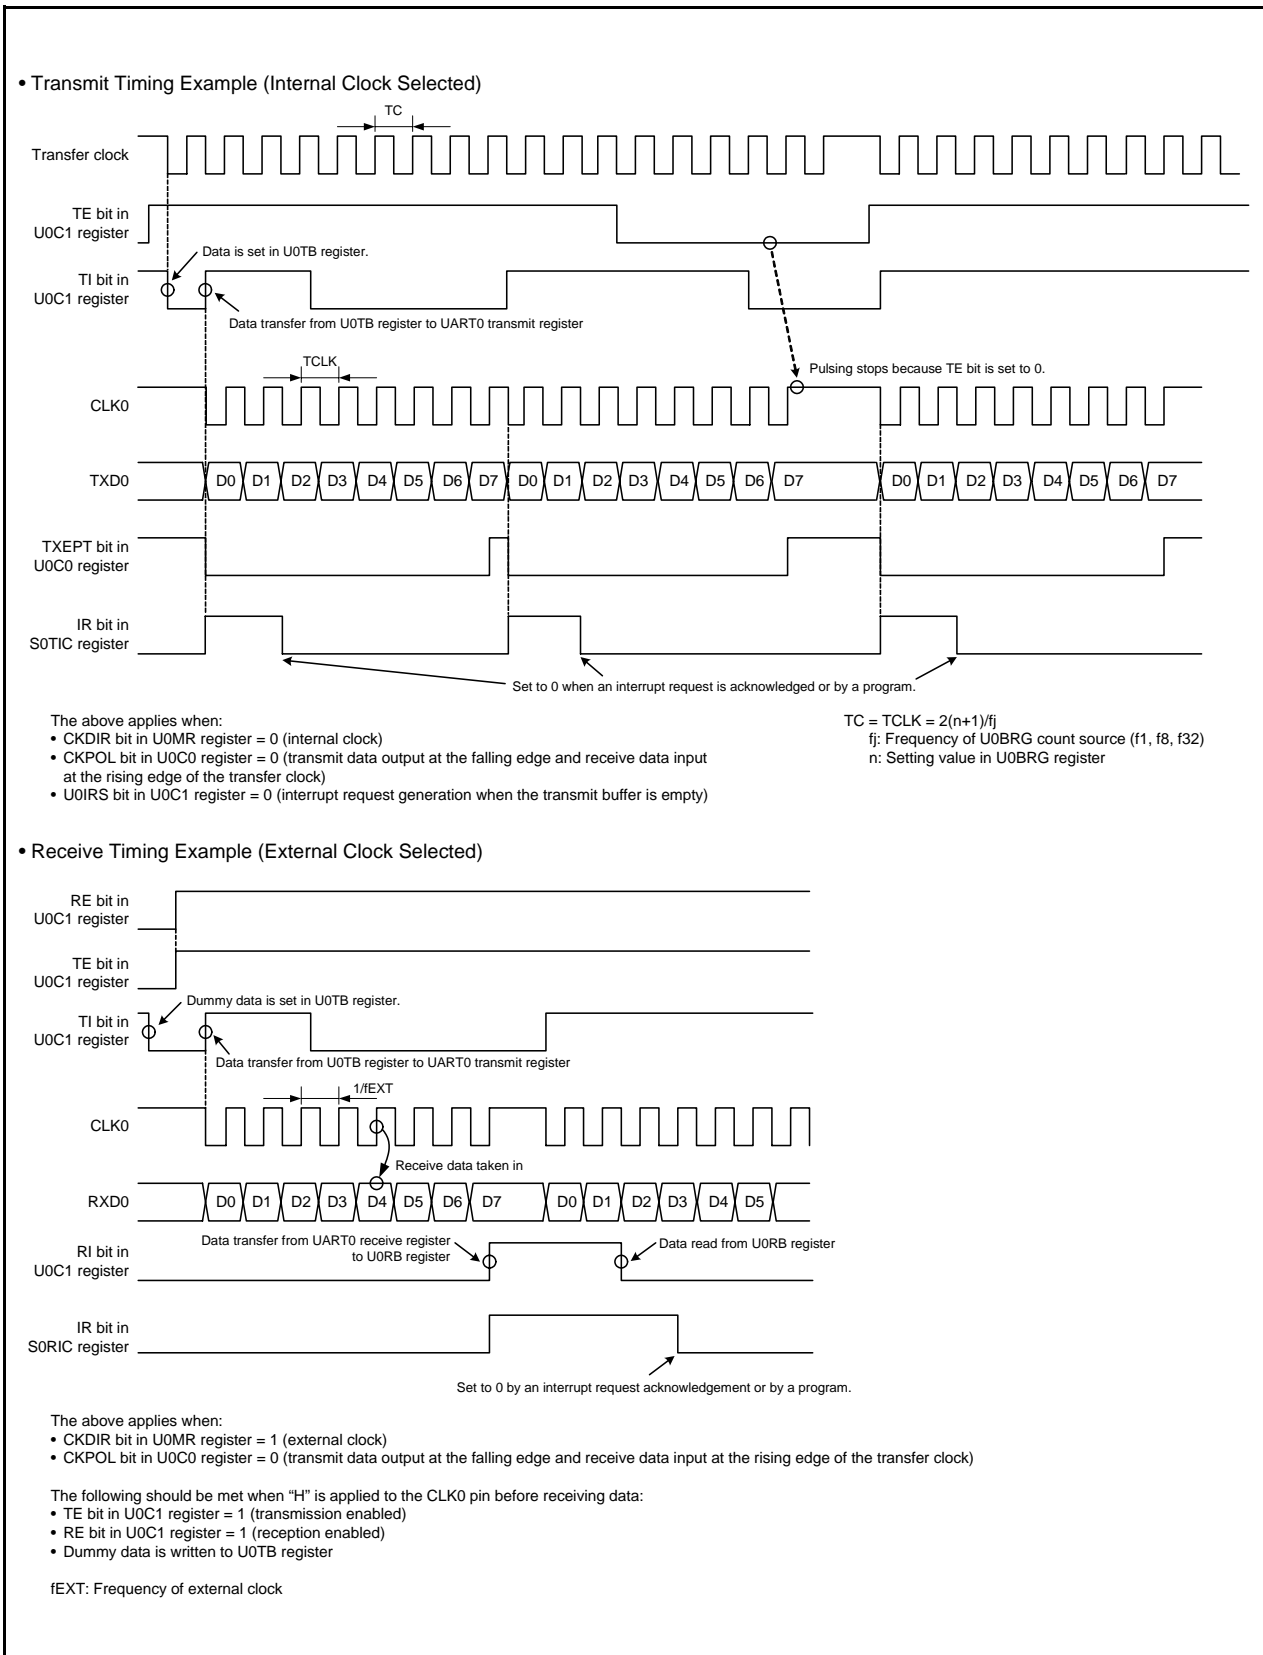 • Transmit Timing Example (Internal Clock Selected)
TC
Transfer clock
TE bit in
U0C1 register
Data is set in U0TB register.
TI bit in
U0C1 register
Data transfer from U0TB register to UART0 transmit register
TCLK
Pulsing stops because TE bit is set to 0.
CLK0
TXD0 D0 D1 D2 D3 D4 D5 D6 D7 D0 D1 D2 D3 D4 D5 D6 D7 D0 D1 D2 D3 D4 D5 D6 D7
TXEPT bit in
U0C0 register
IR bit in
S0TIC register
Set to 0 when an interrupt request is acknowledged or by a program.
The above applies when:
• CKDIR bit in U0MR register = 0 (internal clock)
• CKPOL bit in U0C0 register = 0 (transmit data output at the falling edge and receive data input
at the rising edge of the transfer clock)
• U0IRS bit in U0C1 register = 0 (interrupt request generation when the transmit buffer is empty)
TC = TCLK = 2(n+1)/fj
fj: Frequency of U0BRG count source (f1, f8, f32)
n: Setting value in U0BRG register
• Receive Timing Example (External Clock Selected)
RE bit in
U0C1 register
TE bit in
U0C1 register
Dummy data is set in U0TB register.
TI bit in
U0C1 register
Data transfer from U0TB register to UART0 transmit register
1/fEXT
CLK0
Receive data taken in
RXD0 D0 D1 D2 D3 D4 D5 D6 D7 D0 D1 D2 D3 D4 D5
Data transfer from UART0 receive register
to U0RB register
Data read from U0RB register
RI bit in
U0C1 register
IR bit in
S0RIC register
Set to 0 by an interrupt request acknowledgement or by a program.
The above applies when:
• CKDIR bit in U0MR register = 1 (external clock)
• CKPOL bit in U0C0 register = 0 (transmit data output at the falling edge and receive data input at the rising edge of the transfer clock)
The following should be met when “H” is applied to the CLK0 pin before receiving data:
• TE bit in U0C1 register = 1 (transmission enabled)
• RE bit in U0C1 register = 1 (reception enabled)
• Dummy data is written to U0TB register
fEXT: Frequency of external clock